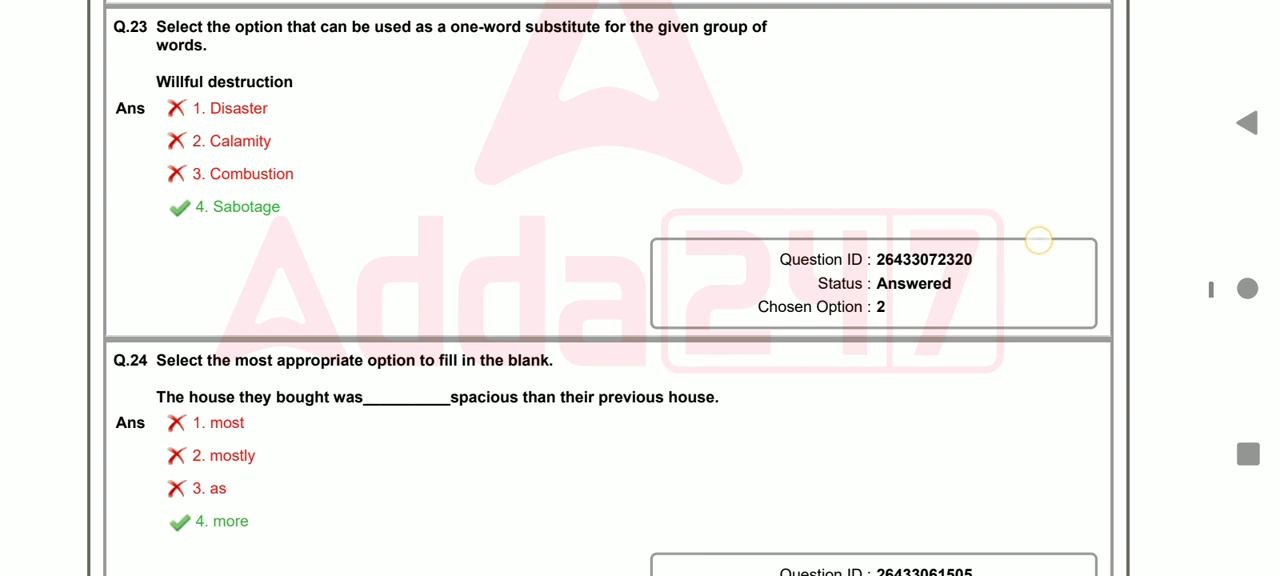 Q.23 Select the option that can be used as a one-word substitute for the given group of
words.
Willful destruction
Ans 1. Disaster
2. Calamity
3. Combustion
4. Sabotage
Adda247
Question ID : 26433072320
Status : Answered
Chosen Option : 2
Q.24 Select the most appropriate option to fill in the blank.
The house they bought was__________spacious than their previous house.
Ans 1. most
2. mostly
3. as
4. more
Question ID : 26433061505